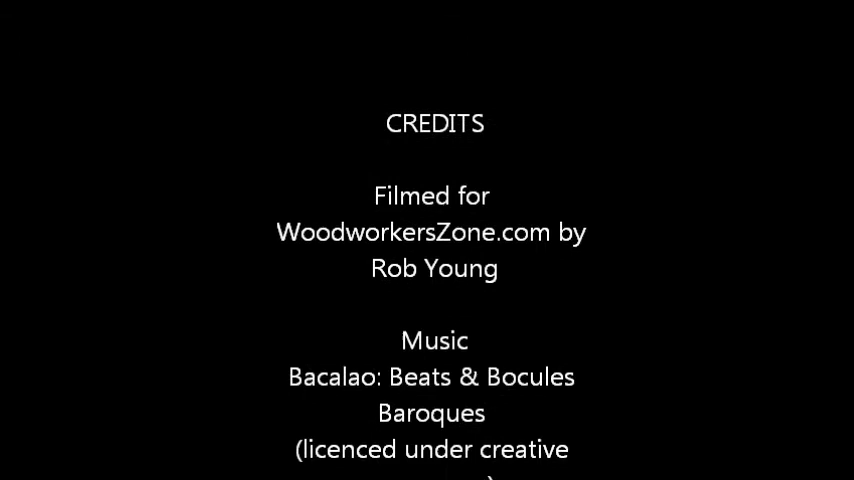 CREDITS
Filmed for
WoodworkersZone.com by
Rob Young
Music
Bacalao: Beats & Bocules
Baroques
(licenced under creative